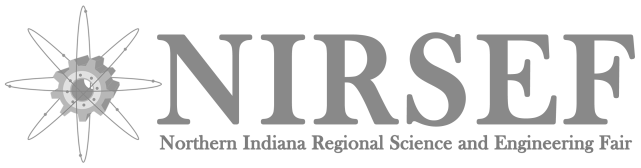 NIRSEF
Northern Indiana Regional Science and Engineering Fair